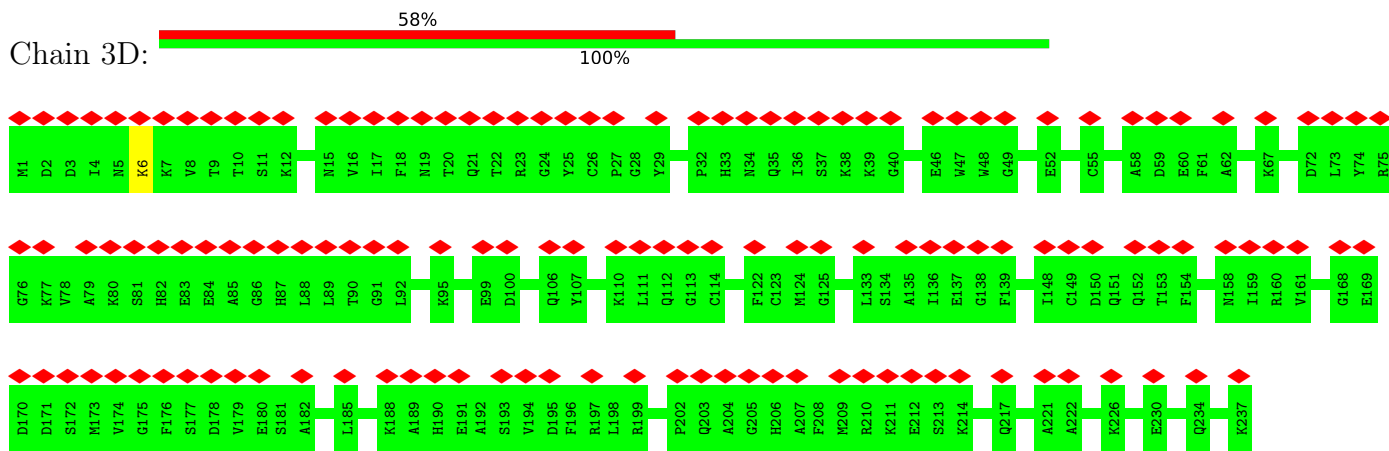 58%
Chain 3D:
100%
M1 D2 D3 I4 N5 K6 K7 V8 T9 T10 S11 K12 N15 V16 I17 F18 N19 T20 Q21 T22 R23 G24 Y25 C26 P27 G28 Y29 P32 H33 N34 Q35 I36 S37 K38 K39 G40 E46 W47 W48 G49 E52 C55 A58 D59 E60 F61 A62 K67 D72 L73 Y74 R75
G76 K77 V78 A79 K80 S81 H82 E83 E84 A85 G86 H87 L88 L89 T90 G91 L92 K95 E99 D100 Q106 Y107 K110 L111 Q112 G113 C114 F122 C123 M124 G125 L133 S134 A135 I136 E137 G138 F139 I148 C149 D150 Q151 Q152 T153 F154 N158 I159 R160 V161 G168 E169
D170 D171 S172 M173 V174 G175 F176 S177 D178 V179 E180 S181 A182 L185 K188 A189 H190 E191 A192 S193 V194 D195 F196 R197 L198 R199 P202 Q203 A204 G205 H206 A207 F208 M209 R210 K211 E212 S213 K214 Q217 A221 A222 K226 E230 Q234 K237